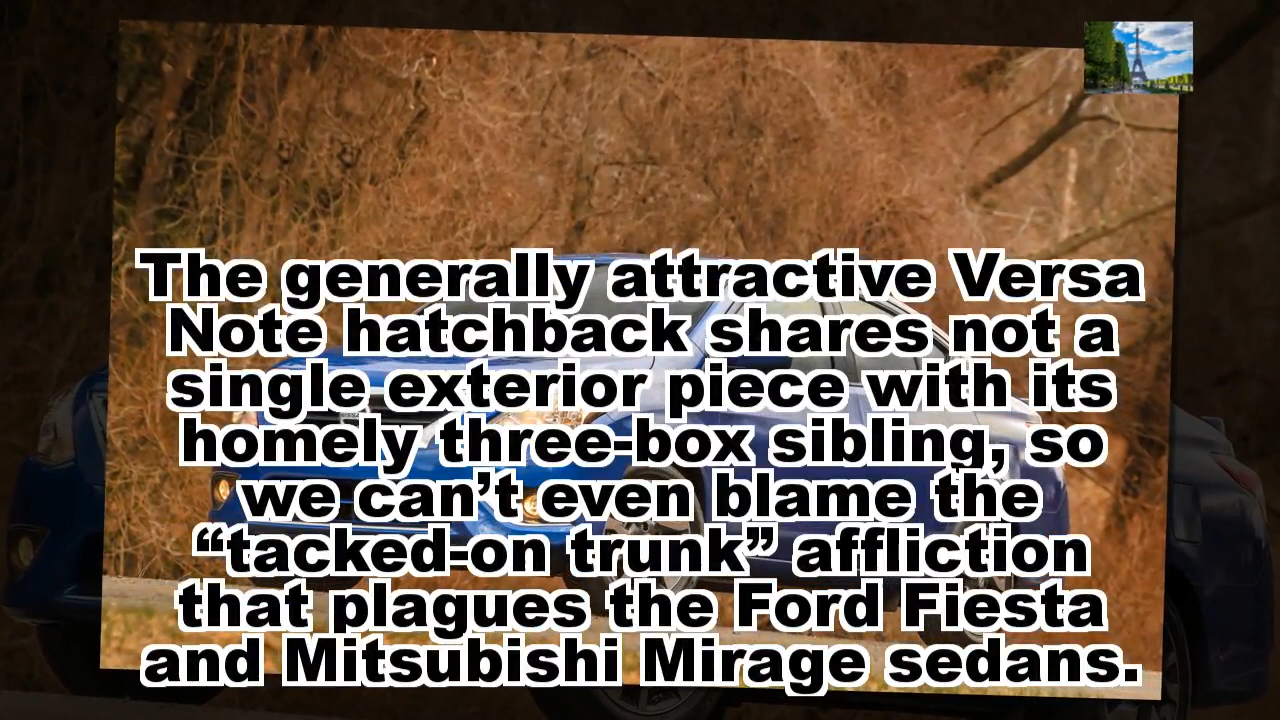 The generally attractive Versa
Note hatchback shares not a
single exterior piece with its
homely three-box sibling, so
we can’t even blame the
“tacked-on trunk” affliction
that plagues the Ford Fiesta
and Mitsubishi Mirage sedans.